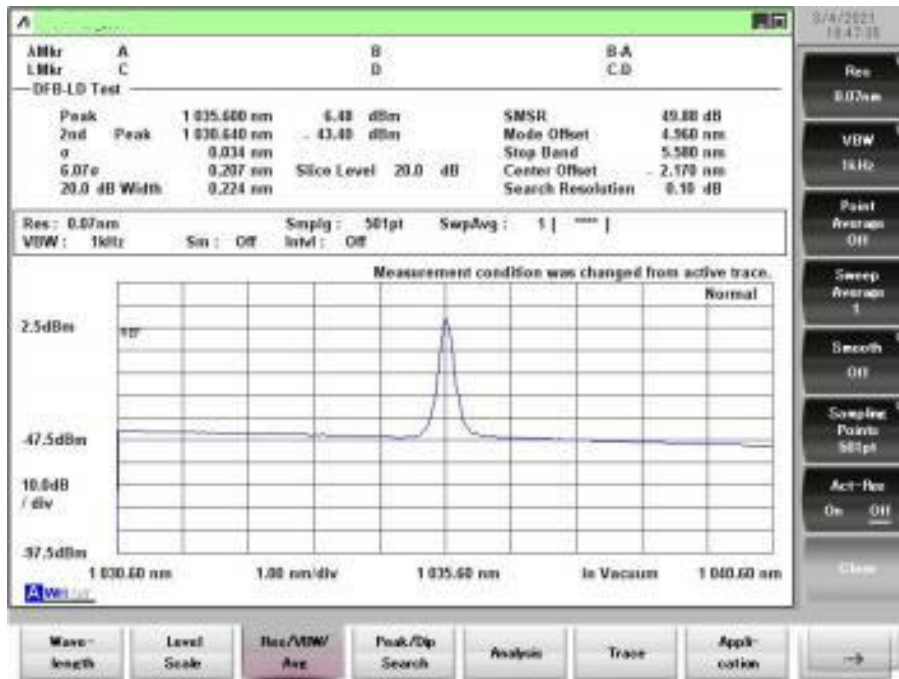 3/4/2021
λMkr A B B-A
LMkr C D C-D
DFB-LD Test
Peak 1 035.600 nm 6.48 dBm SMSR 49.88 dB
2nd Peak 1 030.640 nm - 43.40 dBm Mode Offset 4.960 nm
σ 0.034 nm Stop Band 5.580 nm
6.07σ 0.207 nm Slice Level 20.0 dB Center Offset - 2.170 nm
20.0 dB Width 0.224 nm Search Resolution 0.10 dB
Res : 0.07nm Smplg : 501pt SwpAvg : 1 [ **** ]
VBW : 1kHz Sm : Off Intvl : Off
Measurement condition was changed from active trace.
Normal
2.5dBm
REF
-47.5dBm
10.0dB
/ div
-97.5dBm
1 030.60 nm 1.00 nm/div 1 035.60 nm In Vacuum 1 040.60 nm
A Wri
Res
0.07nm
VBW
1kHz
Point
Average
Off
Sweep
Average
1
Smooth
Off
Sampling
Points
501pt
Act-Res
On Off
Close
Wave-
length
Level
Scale
Res/VBW/
Avg
Peak/Dip
Search
Analysis
Trace
Appli-
cation
→